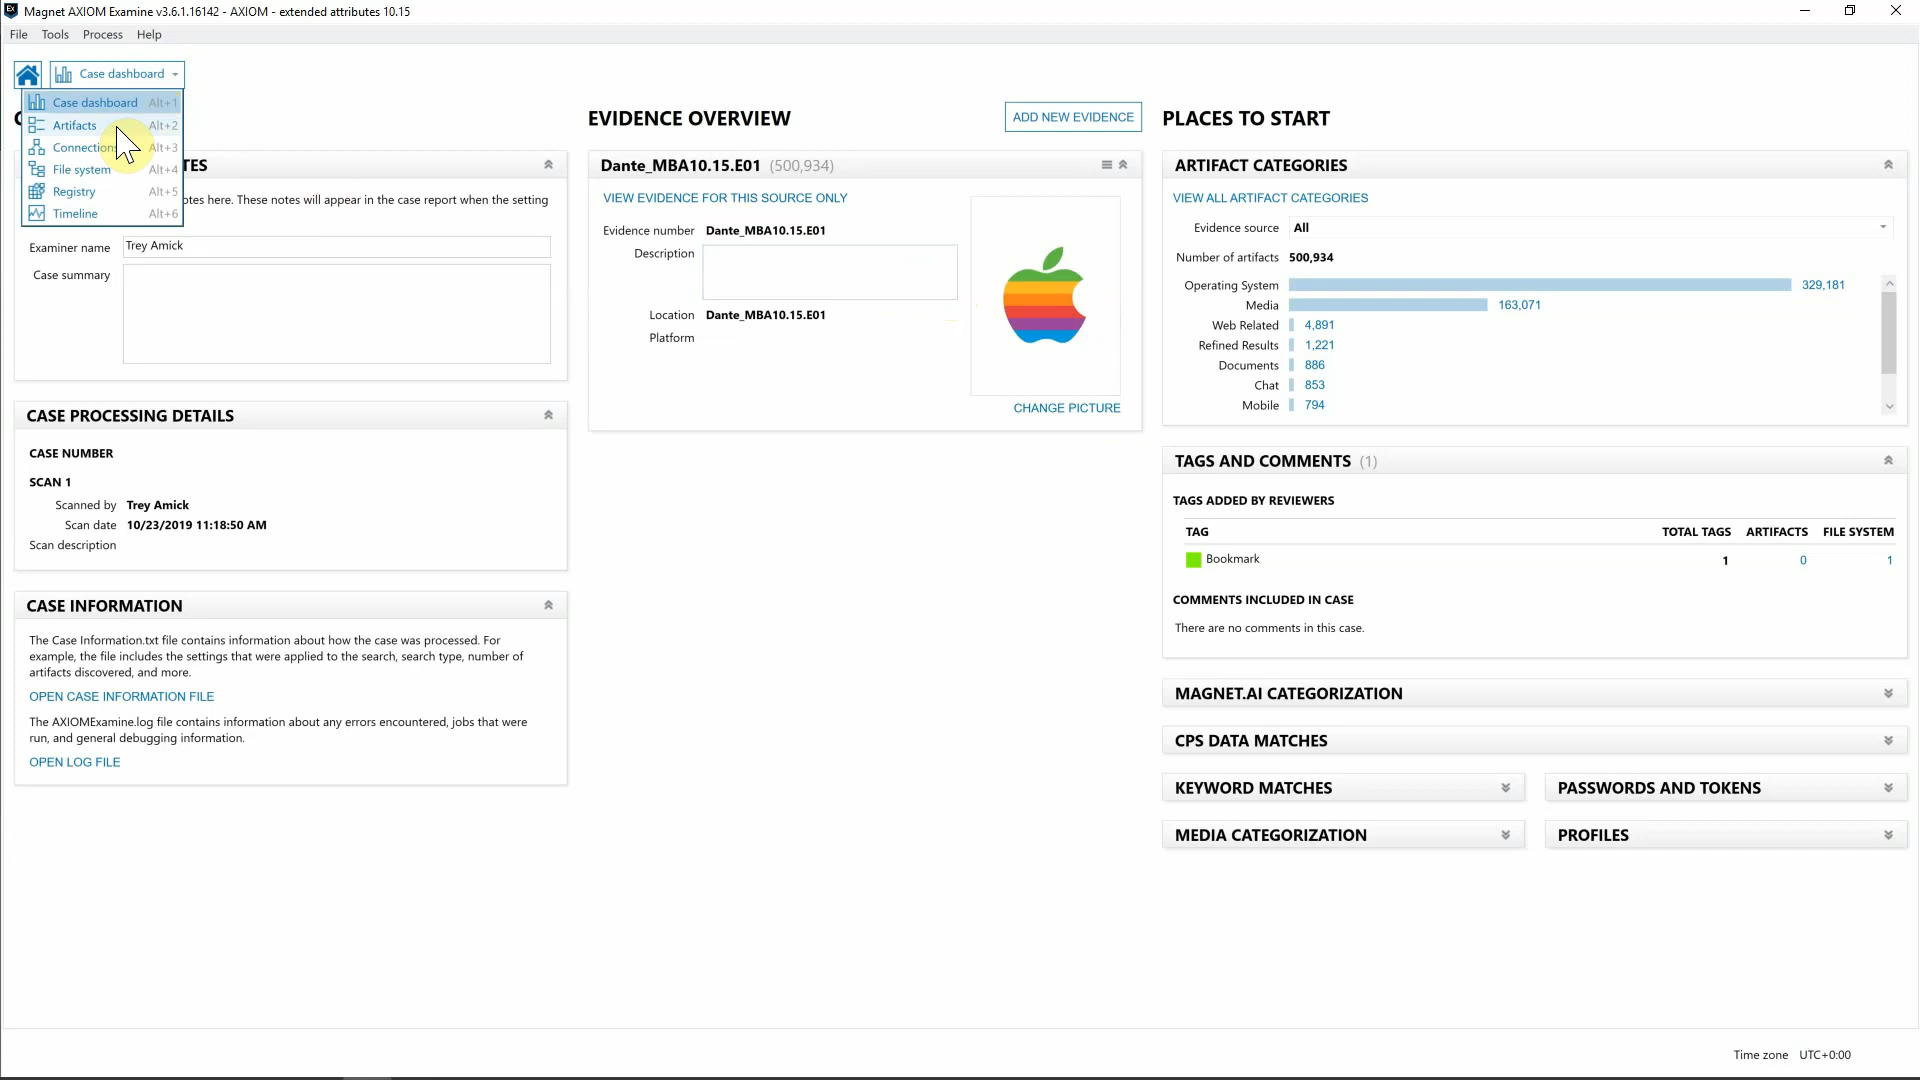 Magnet AXIOM Examine v3.6.1.16142 - AXIOM - extended attributes 10.15
File Tools Process Help
Case dashboard
Case dashboard Alt+1
Artifacts Alt+2
Connections Alt+3
File system Alt+4
Registry Alt+5
Timeline Alt+6
otes here. These notes will appear in the case report when the setting
Examiner name Trey Amick
Case summary
CASE PROCESSING DETAILS
CASE NUMBER
SCAN 1
Scanned by Trey Amick
Scan date 10/23/2019 11:18:50 AM
Scan description
CASE INFORMATION
The Case Information.txt file contains information about how the case was processed. For
example, the file includes the settings that were applied to the search, search type, number of
artifacts discovered, and more.
OPEN CASE INFORMATION FILE
The AXIOMExamine.log file contains information about any errors encountered, jobs that were
run, and general debugging information.
OPEN LOG FILE
EVIDENCE OVERVIEW
ADD NEW EVIDENCE
Dante_MBA10.15.E01 (500,934)
VIEW EVIDENCE FOR THIS SOURCE ONLY
Evidence number Dante_MBA10.15.E01
Description
Location Dante_MBA10.15.E01
Platform
CHANGE PICTURE
PLACES TO START
ARTIFACT CATEGORIES
VIEW ALL ARTIFACT CATEGORIES
Evidence source All
Number of artifacts 500,934
Operating System 329,181
Media 163,071
Web Related 4,891
Refined Results 1,221
Documents 886
Chat 853
Mobile 794
TAGS AND COMMENTS (1)
TAGS ADDED BY REVIEWERS
TAG TOTAL TAGS ARTIFACTS FILE SYSTEM
Bookmark 1 0 1
COMMENTS INCLUDED IN CASE
There are no comments in this case.
MAGNET.AI CATEGORIZATION
CPS DATA MATCHES
KEYWORD MATCHES PASSWORDS AND TOKENS
MEDIA CATEGORIZATION PROFILES
Time zone UTC+0:00